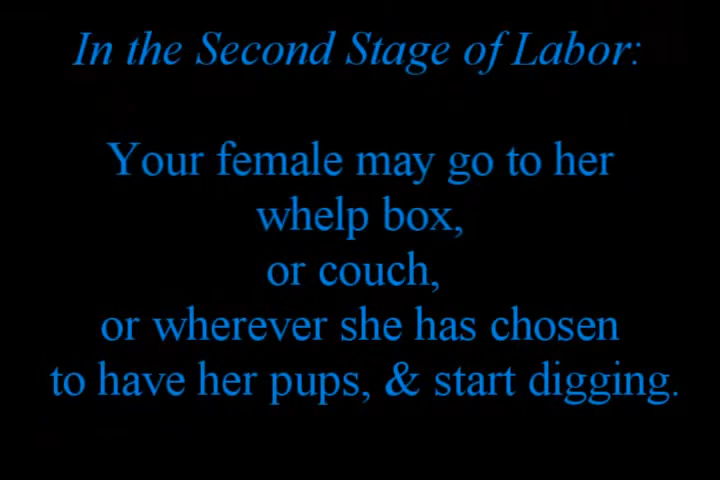 In the Second Stage of Labor:
Your female may go to her
whelp box,
or couch,
or wherever she has chosen
to have her pups, & start digging.